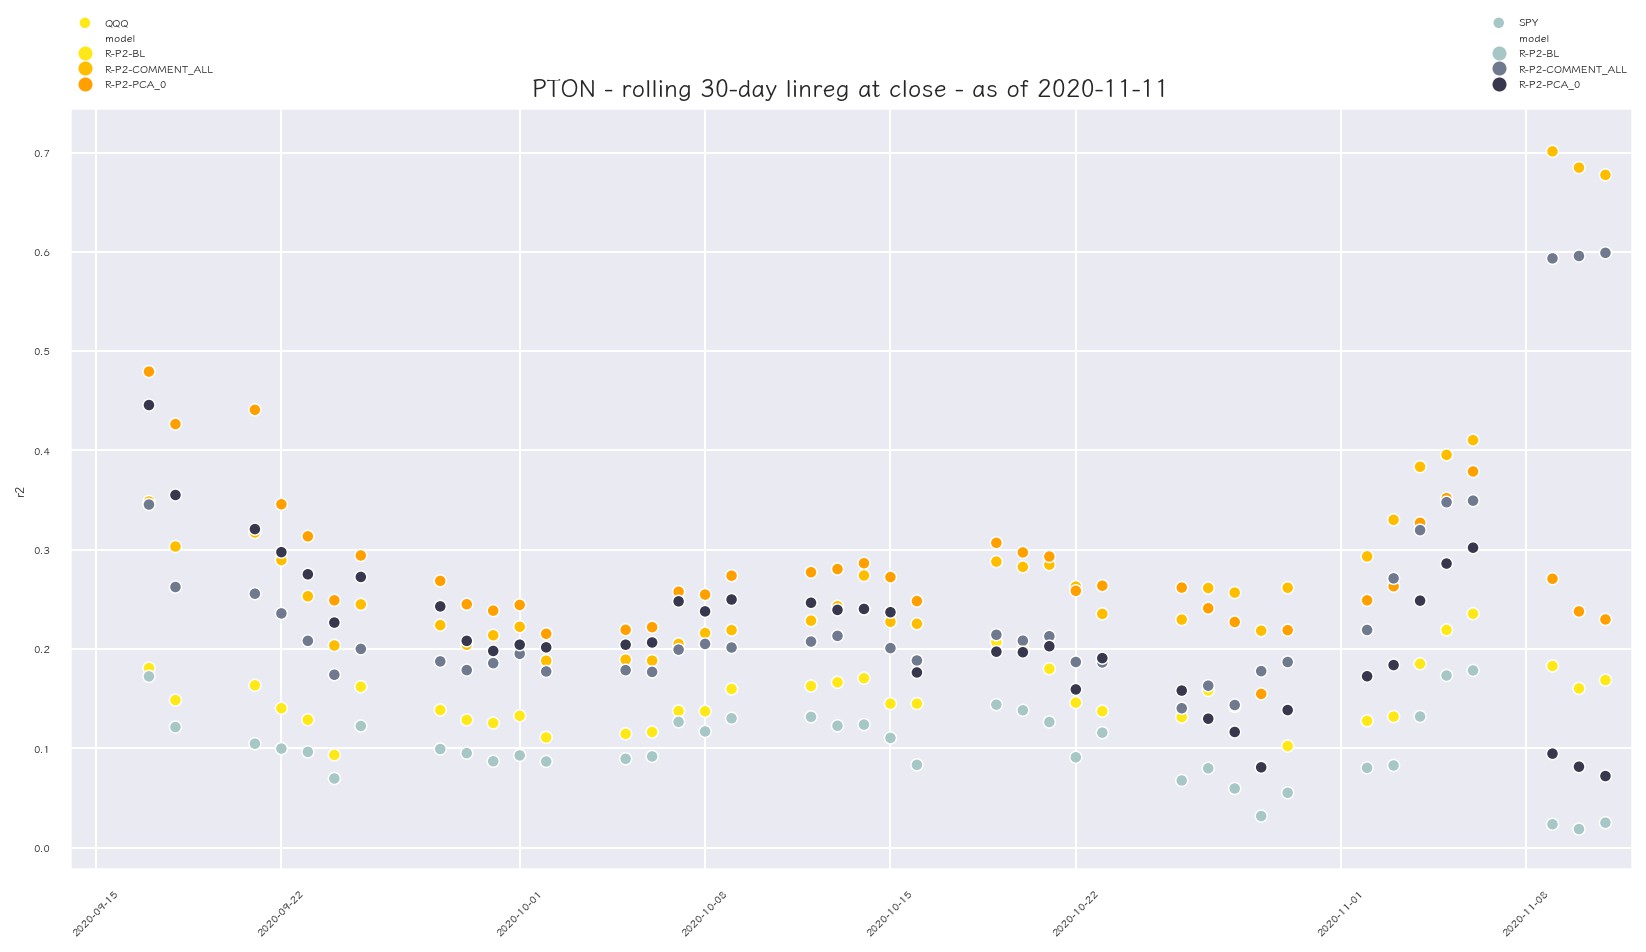 QQQ
model
R-P2-BL
R-P2-COMMENT_ALL
R-P2-PCA_0
SPY
model
R-P2-BL
R-P2-COMMENT_ALL
R-P2-PCA_0
PTON - rolling 30-day linreg at close - as of 2020-11-11
0.7
0.6
0.5
0.4
0.3
0.2
0.1
0.0
r2
2020-09-15
2020-09-22
2020-10-01
2020-10-08
2020-10-15
2020-10-22
2020-11-01
2020-11-08